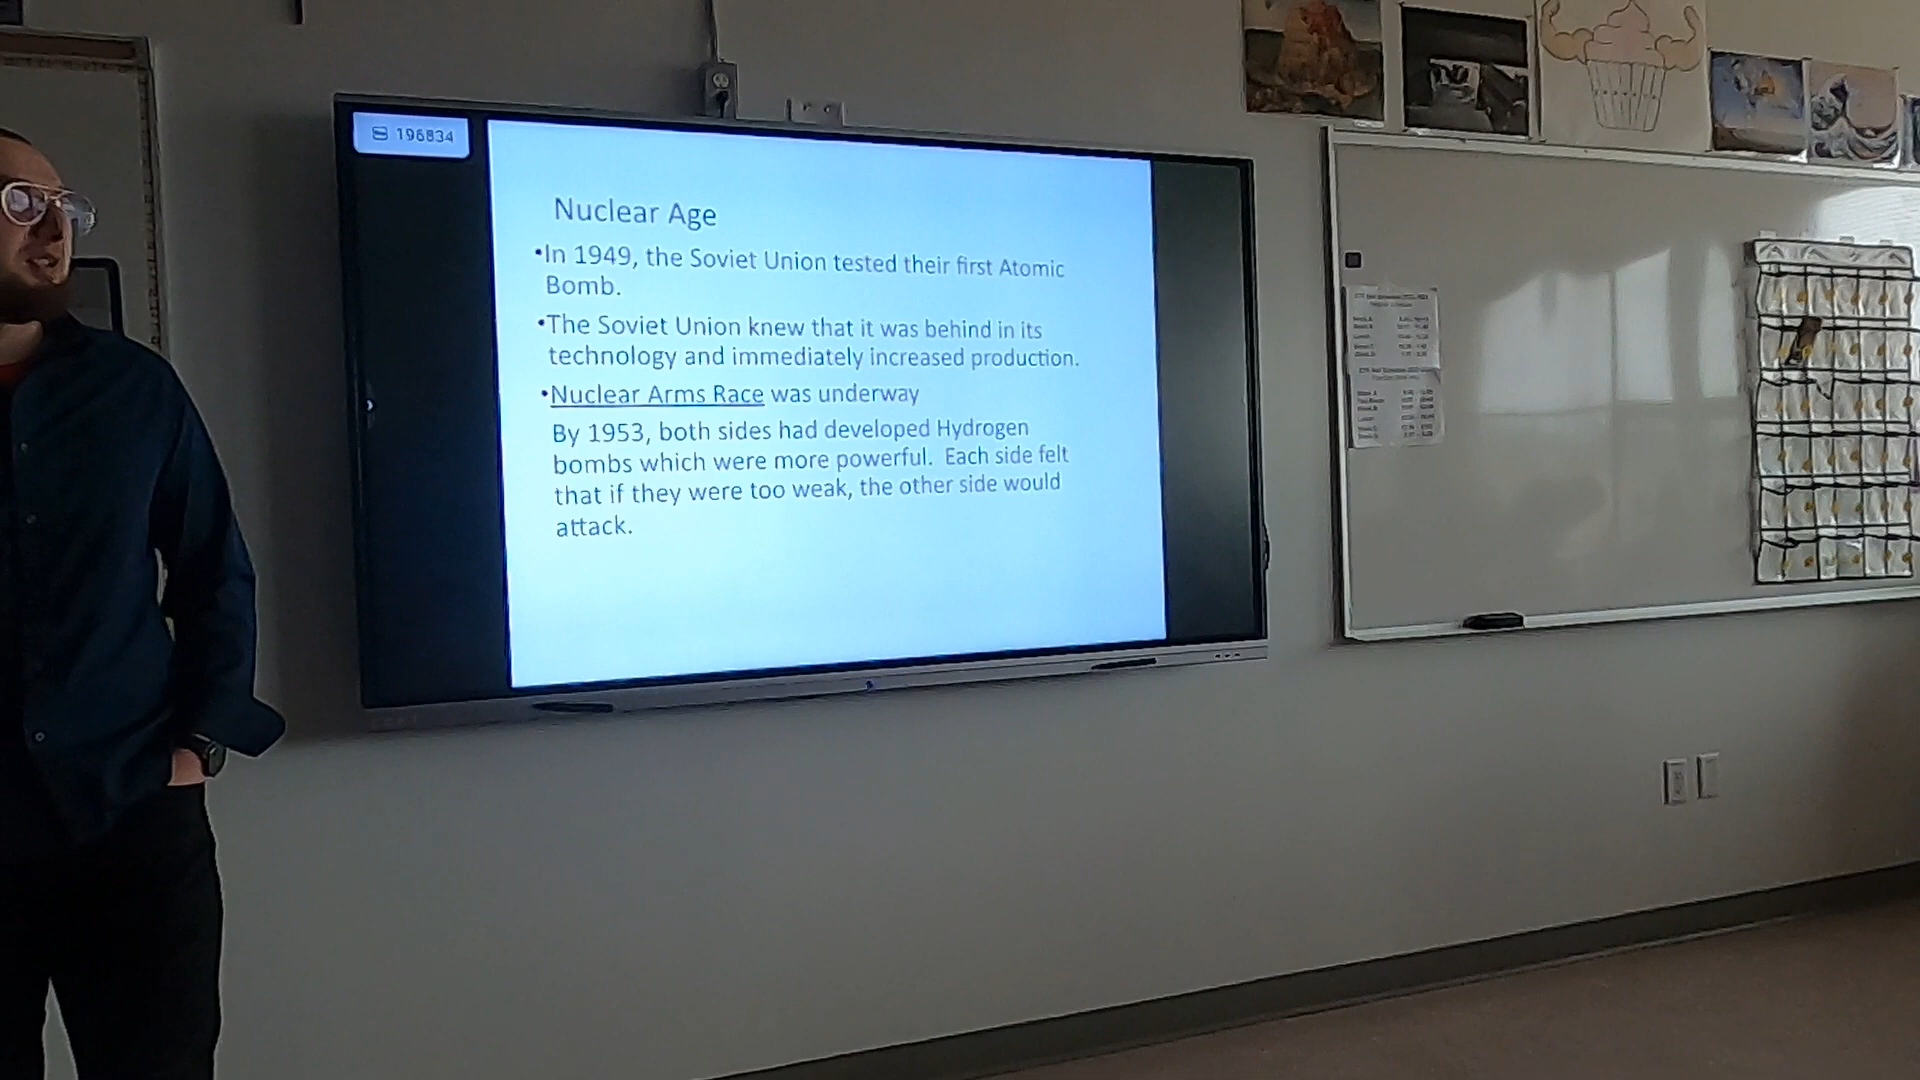 196834
Nuclear Age
•In 1949, the Soviet Union tested their first Atomic
Bomb.
•The Soviet Union knew that it was behind in its
technology and immediately increased production.
•Nuclear Arms Race was underway
By 1953, both sides had developed Hydrogen
bombs which were more powerful.  Each side felt
that if they were too weak, the other side would
attack.